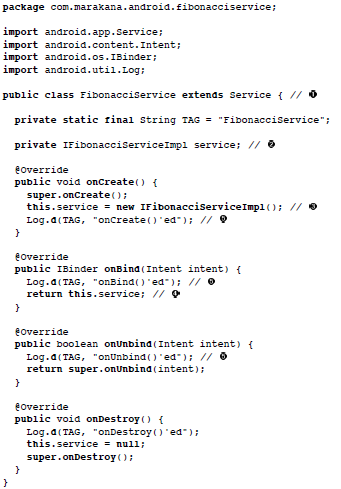 package com.marakana.android.fibonacciservice;
import android.app.Service;
import android.content.Intent;
import android.os.IBinder;
import android.util.Log;
public class FibonacciService extends Service { // ❶
private static final String TAG = "FibonacciService";
private IFibonacciServiceImpl service; // ❷
@Override
public void onCreate() {
super.onCreate();
this.service = new IFibonacciServiceImpl(); // ❸
Log.d(TAG, "onCreate()'ed"); // ❺
}
@Override
public IBinder onBind(Intent intent) {
Log.d(TAG, "onBind()'ed"); // ❺
return this.service; // ❹
}
@Override
public boolean onUnbind(Intent intent) {
Log.d(TAG, "onUnbind()'ed"); // ❺
return super.onUnbind(intent);
}
@Override
public void onDestroy() {
Log.d(TAG, "onDestroy()'ed");
this.service = null;
super.onDestroy();
}
}